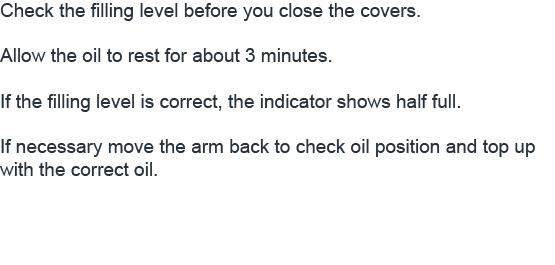 Check the filling level before you close the covers.
Allow the oil to rest for about 3 minutes.
If the filling level is correct, the indicator shows half full.
If necessary move the arm back to check oil position and top up
with the correct oil.